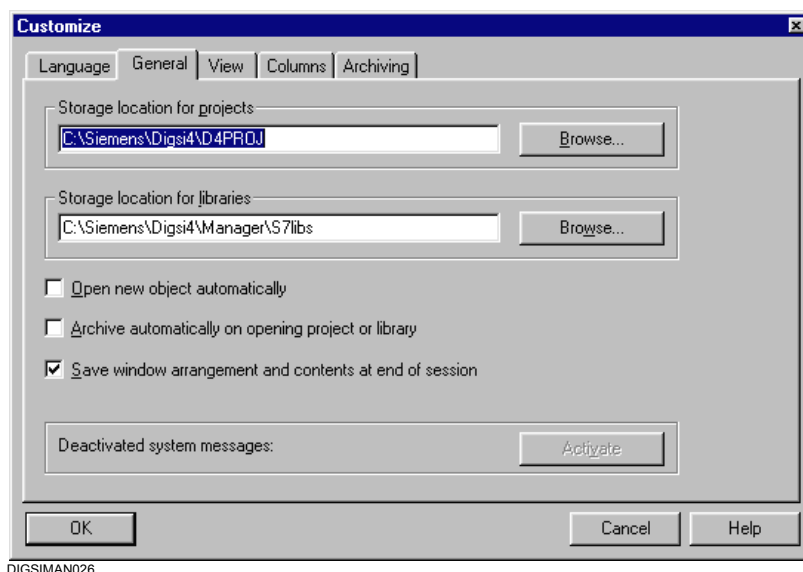 Customize
Language General View Columns Archiving
Storage location for projects
C:\Siemens\Digsi4\D4PROJ Browse...
Storage location for libraries
C:\Siemens\Digsi4\Manager\S7libs Browse...
Open new object automatically
Archive automatically on opening project or library
Save window arrangement and contents at end of session
Deactivated system messages: Activate
OK Cancel Help
DIGSIMAN026